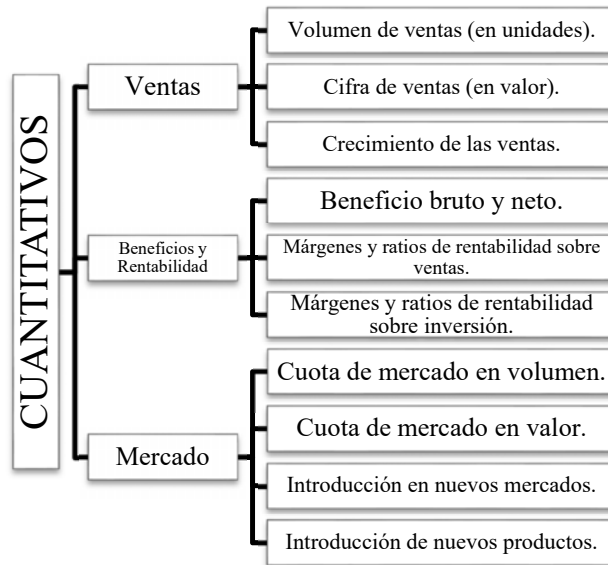 CUANTITATIVOS
Ventas
Volumen de ventas (en unidades).
Cifra de ventas (en valor).
Crecimiento de las ventas.
Beneficios y
Rentabilidad
Beneficio bruto y neto.
Márgenes y ratios de rentabilidad sobre
ventas.
Márgenes y ratios de rentabilidad
sobre inversión.
Mercado
Cuota de mercado en volumen.
Cuota de mercado en valor.
Introducción en nuevos mercados.
Introducción de nuevos productos.